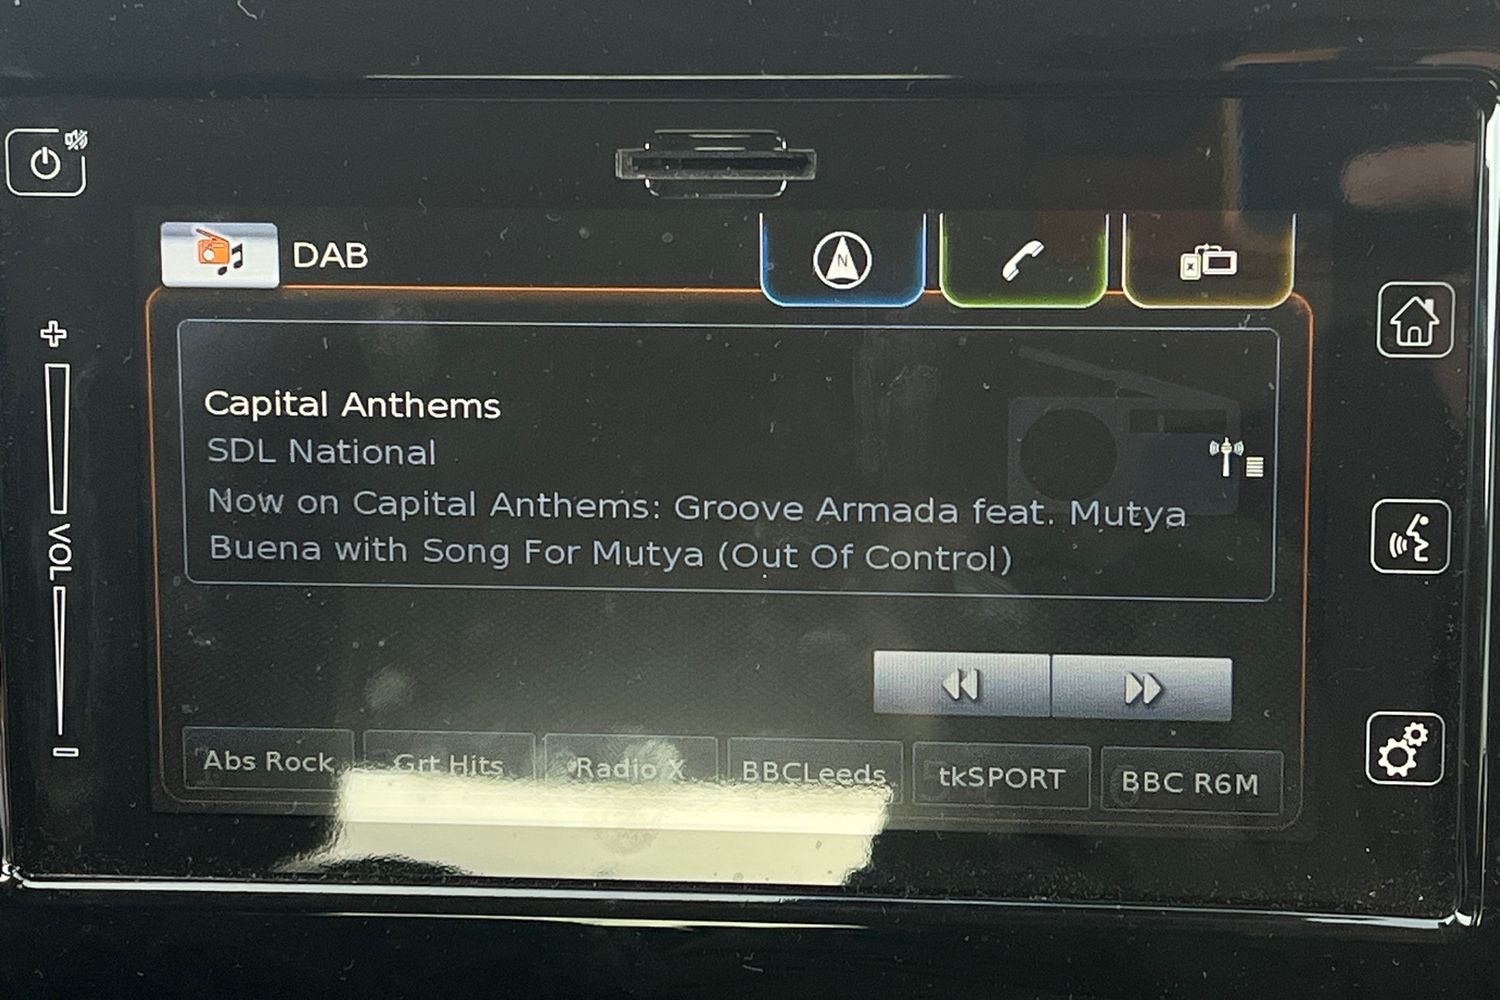 DAB
N
Capital Anthems
SDL National
Now on Capital Anthems: Groove Armada feat. Mutya
Buena with Song For Mutya (Out Of Control)
VOL
Abs Rock
Grt Hits
Radio X
BBCLeeds
tkSPORT
BBC R6M